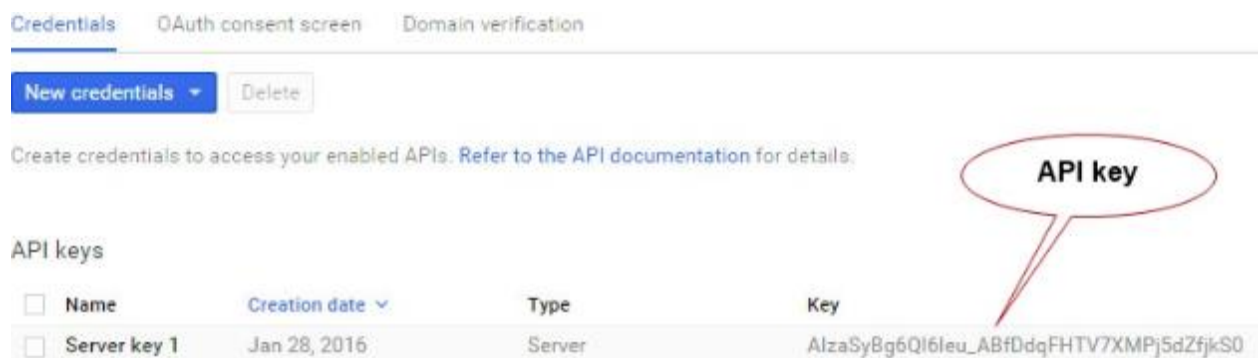 Credentials OAuth consent screen Domain verification
New credentials Delete
Create credentials to access your enabled APIs. Refer to the API documentation for details.
API key
API keys
Name Creation date Type Key
Server key 1 Jan 28, 2016 Server